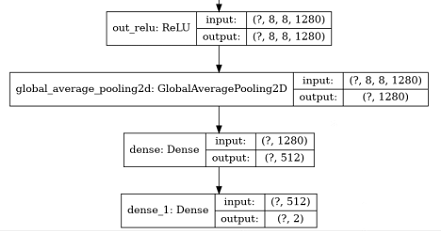 out_relu: ReLU input: (?, 8, 8, 1280)
output: (?, 8, 8, 1280)
global_average_pooling2d: GlobalAveragePooling2D input: (?, 8, 8, 1280)
output: (?, 1280)
dense: Dense input: (?, 1280)
output: (?, 512)
dense_1: Dense input: (?, 512)
output: (?, 2)